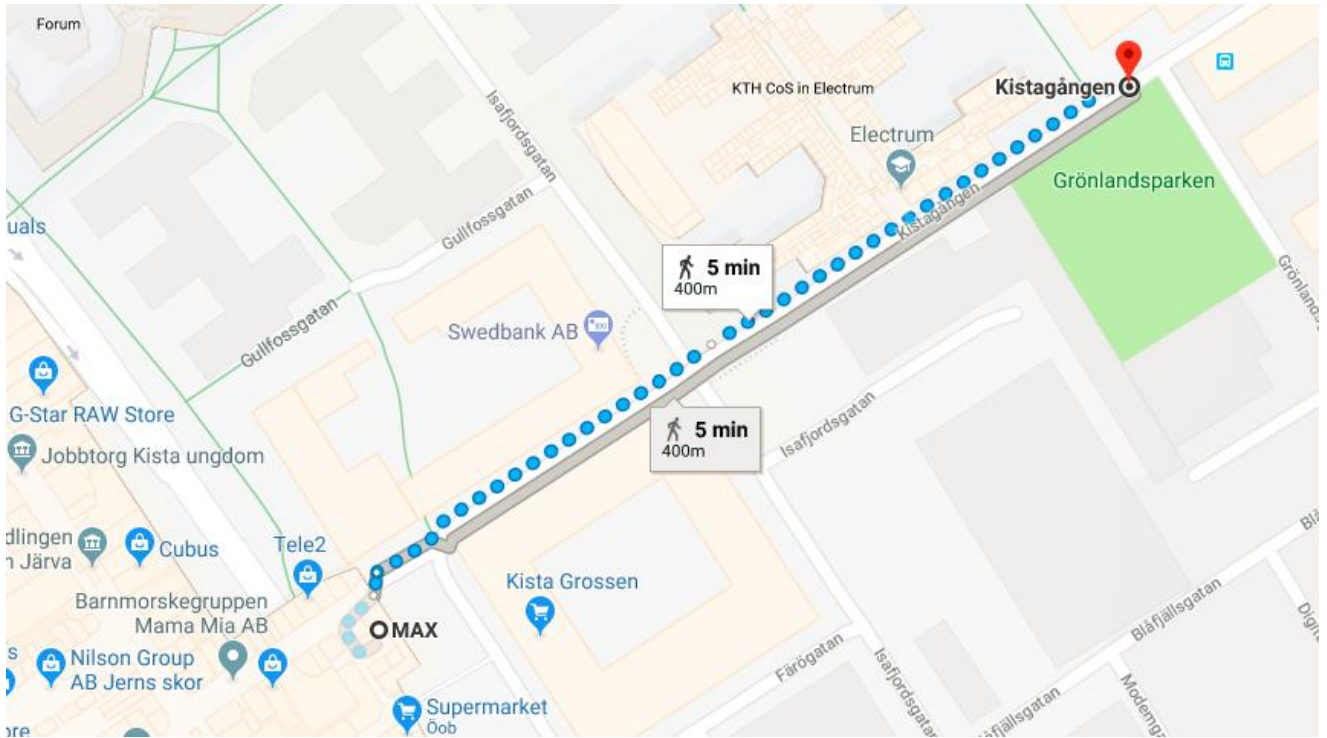 Forum
KTH CoS in Electrum
Kistagången
Isafjordsgatan
Electrum
Grönlandsparken
uals
Gullfossgatan
Kistagången
5 min
400m
Swedbank AB
Gullfossgatan
G-Star RAW Store
5 min
400m
Isafjordsgatan
Jobbtorg Kista ungdom
dlingen
Järva
Cubus
Tele2
Kista Grossen
Barnmorskegruppen
Mama Mia AB
MAX
Blåfjällsgatan
Färögatan
Nilson Group
AB Jerns skor
Isafjordsgatan
Supermarket
Öob